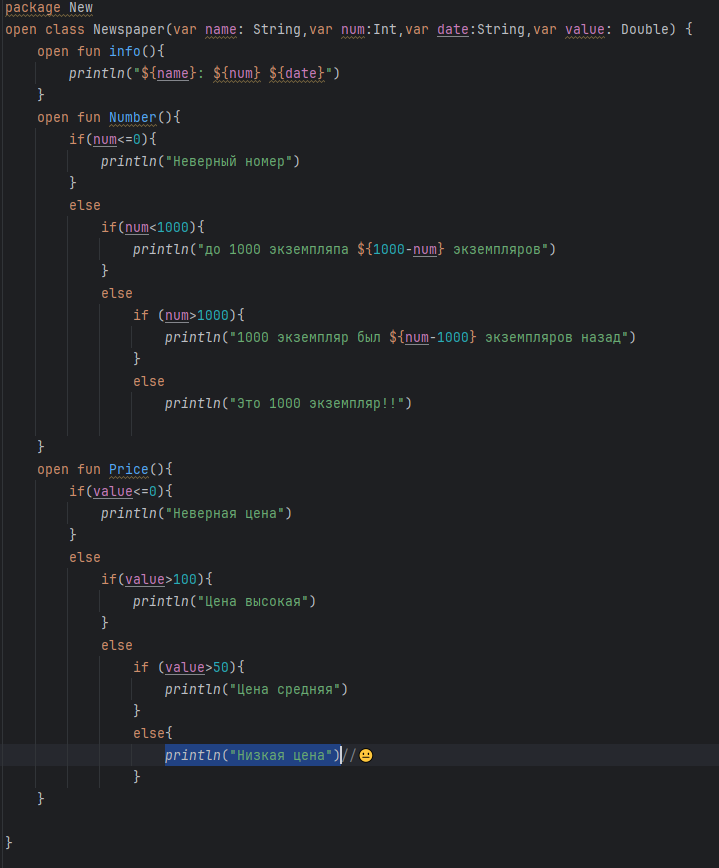 package New
open class Newspaper(var name: String,var num:Int,var date:String,var value: Double) {
    open fun info(){
        println("${name}: ${num} ${date}")
    }
    open fun Number(){
        if(num<=0){
            println("Неверный номер")
        }
        else
            if(num<1000){
                println("до 1000 экземпляпа ${1000-num} экземпляров")
            }
            else
                if (num>1000){
                    println("1000 экземпляр был ${num-1000} экземпляров назад")
                }
                else
                    println("Это 1000 экземпляр!!")
    }
    open fun Price(){
        if(value<=0){
            println("Неверная цена")
        }
        else
            if(value>100){
                println("Цена высокая")
            }
            else
                if (value>50){
                    println("Цена средняя")
                }
                else{
                    println("Низкая цена")//😐
                }
    }
}